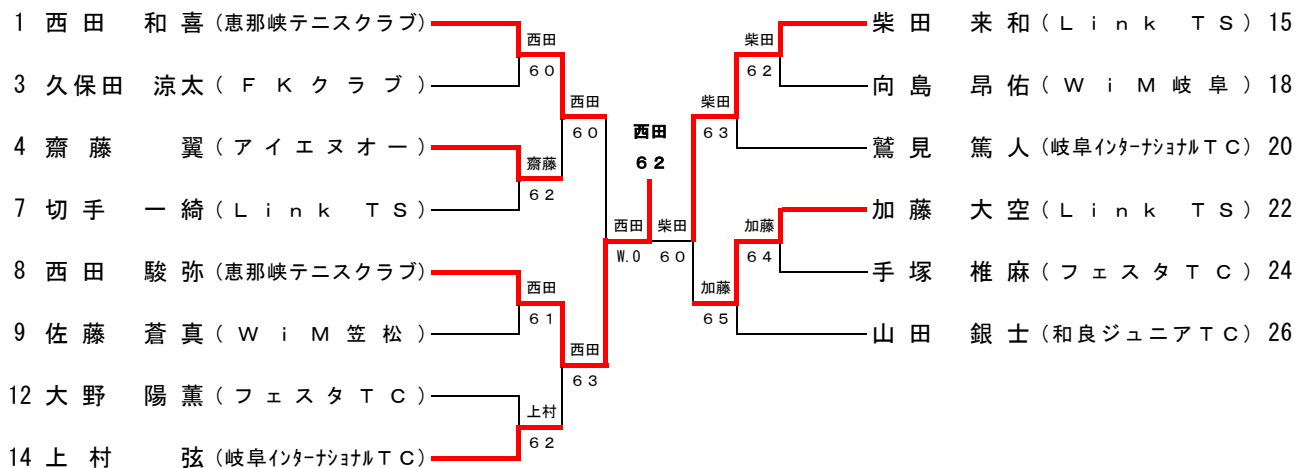 1 西田 和喜 (恵那峡テニスクラブ)
3 久保田 涼太 (FKクラブ)
4 齋藤 翼 (アイエヌオー)
7 切手 一綺 (Link TS)
8 西田 駿弥 (恵那峡テニスクラブ)
9 佐藤 蒼真 (WiM笠松)
12 大野 陽薫 (フェスタTC)
14 上村 弦 (岐阜インターナショナルTC)
西田
60
齋藤
62
西田
61
上村
62
西田
60
西田
63
西田
W.O
西田
62
柴田
60
柴田
63
加藤
65
柴田
62
加藤
64
柴田 来和 (Link TS) 15
向島 昂佑 (WiM岐阜) 18
鷲見 篤人 (岐阜インターナショナルTC) 20
加藤 大空 (Link TS) 22
手塚 椎麻 (フェスタTC) 24
山田 銀士 (和良ジュニアTC) 26